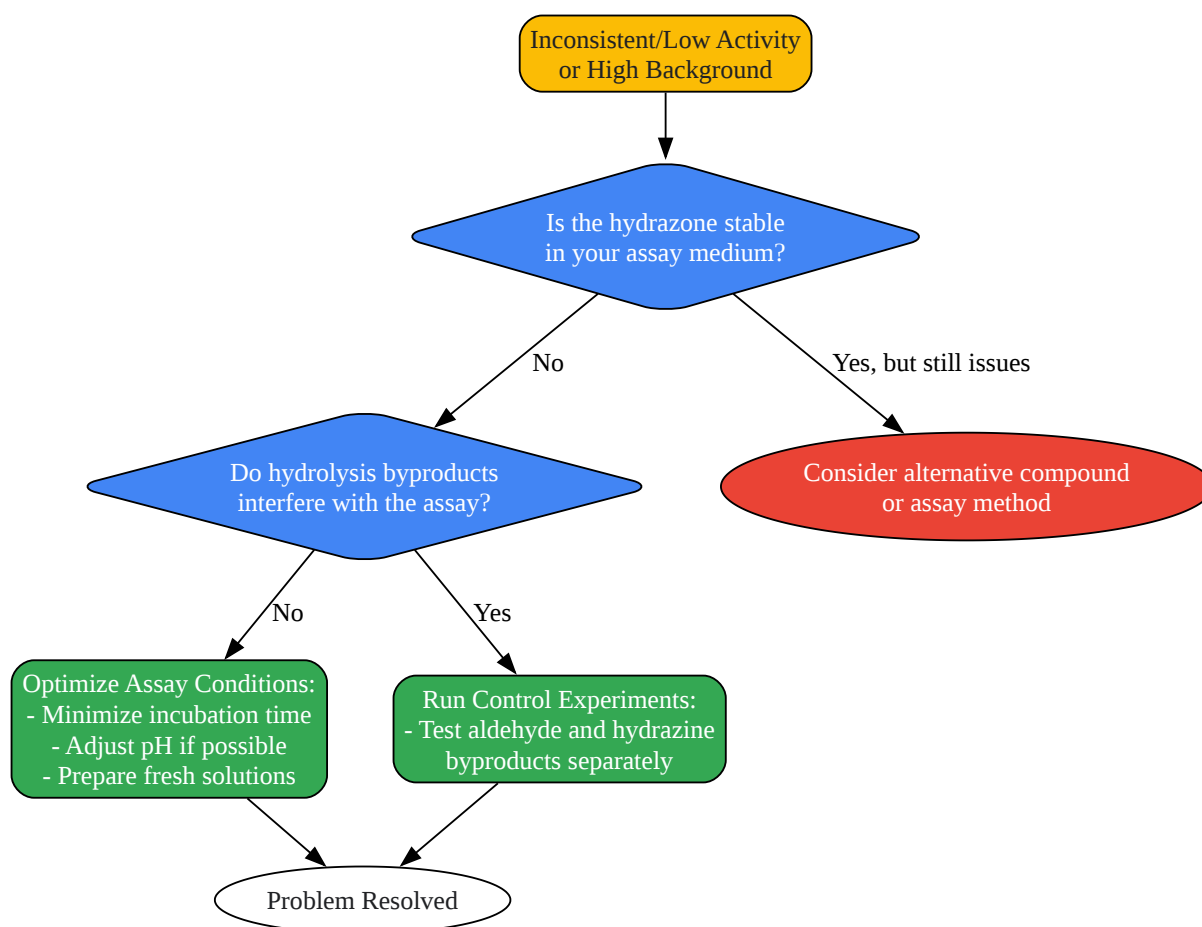 Inconsistent/Low Activity
or High Background
Is the hydrazone stable
in your assay medium?
No
Yes, but still issues
Do hydrolysis byproducts
interfere with the assay?
Consider alternative compound
or assay method
No
Yes
Optimize Assay Conditions:
- Minimize incubation time
- Adjust pH if possible
- Prepare fresh solutions
Run Control Experiments:
- Test aldehyde and hydrazine
byproducts separately
Problem Resolved